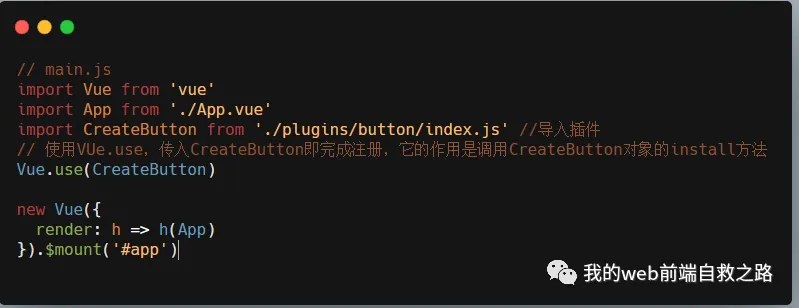 // main.js
import Vue from 'vue'
import App from './App.vue'
import CreateButton from './plugins/button/index.js' //导入插件
// 使用VUe.use，传入CreateButton即完成注册，它的作用是调用CreateButton对象的install方法
Vue.use(CreateButton)
new Vue({
  render: h => h(App)
}).$mount('#app')
我的web前端自救之路